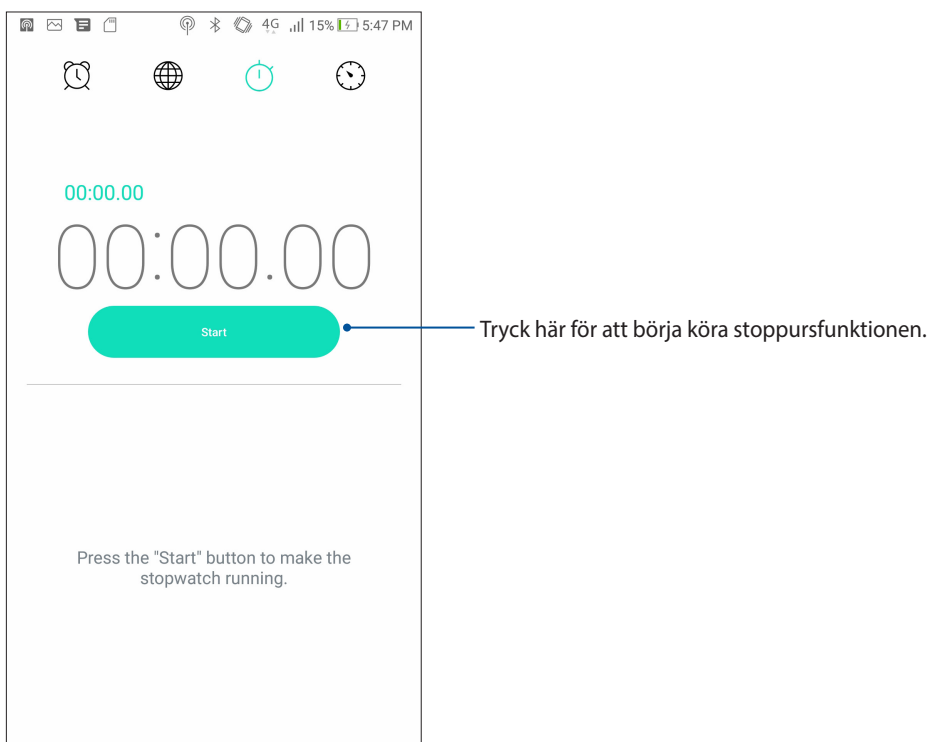 4G 15% 5:47 PM
00:00.00
00:00.00
Start
Tryck här för att börja köra stoppursfunktionen.
Press the "Start" button to make the
stopwatch running.